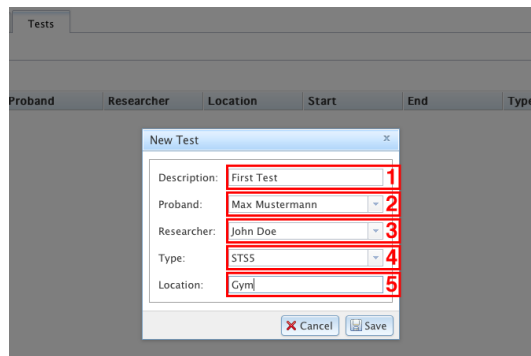 Tests
Proband Researcher Location Start End Type
New Test x
Description: First Test 1
Proband: Max Mustermann 2
Researcher: John Doe 3
Type: STS5 4
Location: Gym 5
Cancel Save